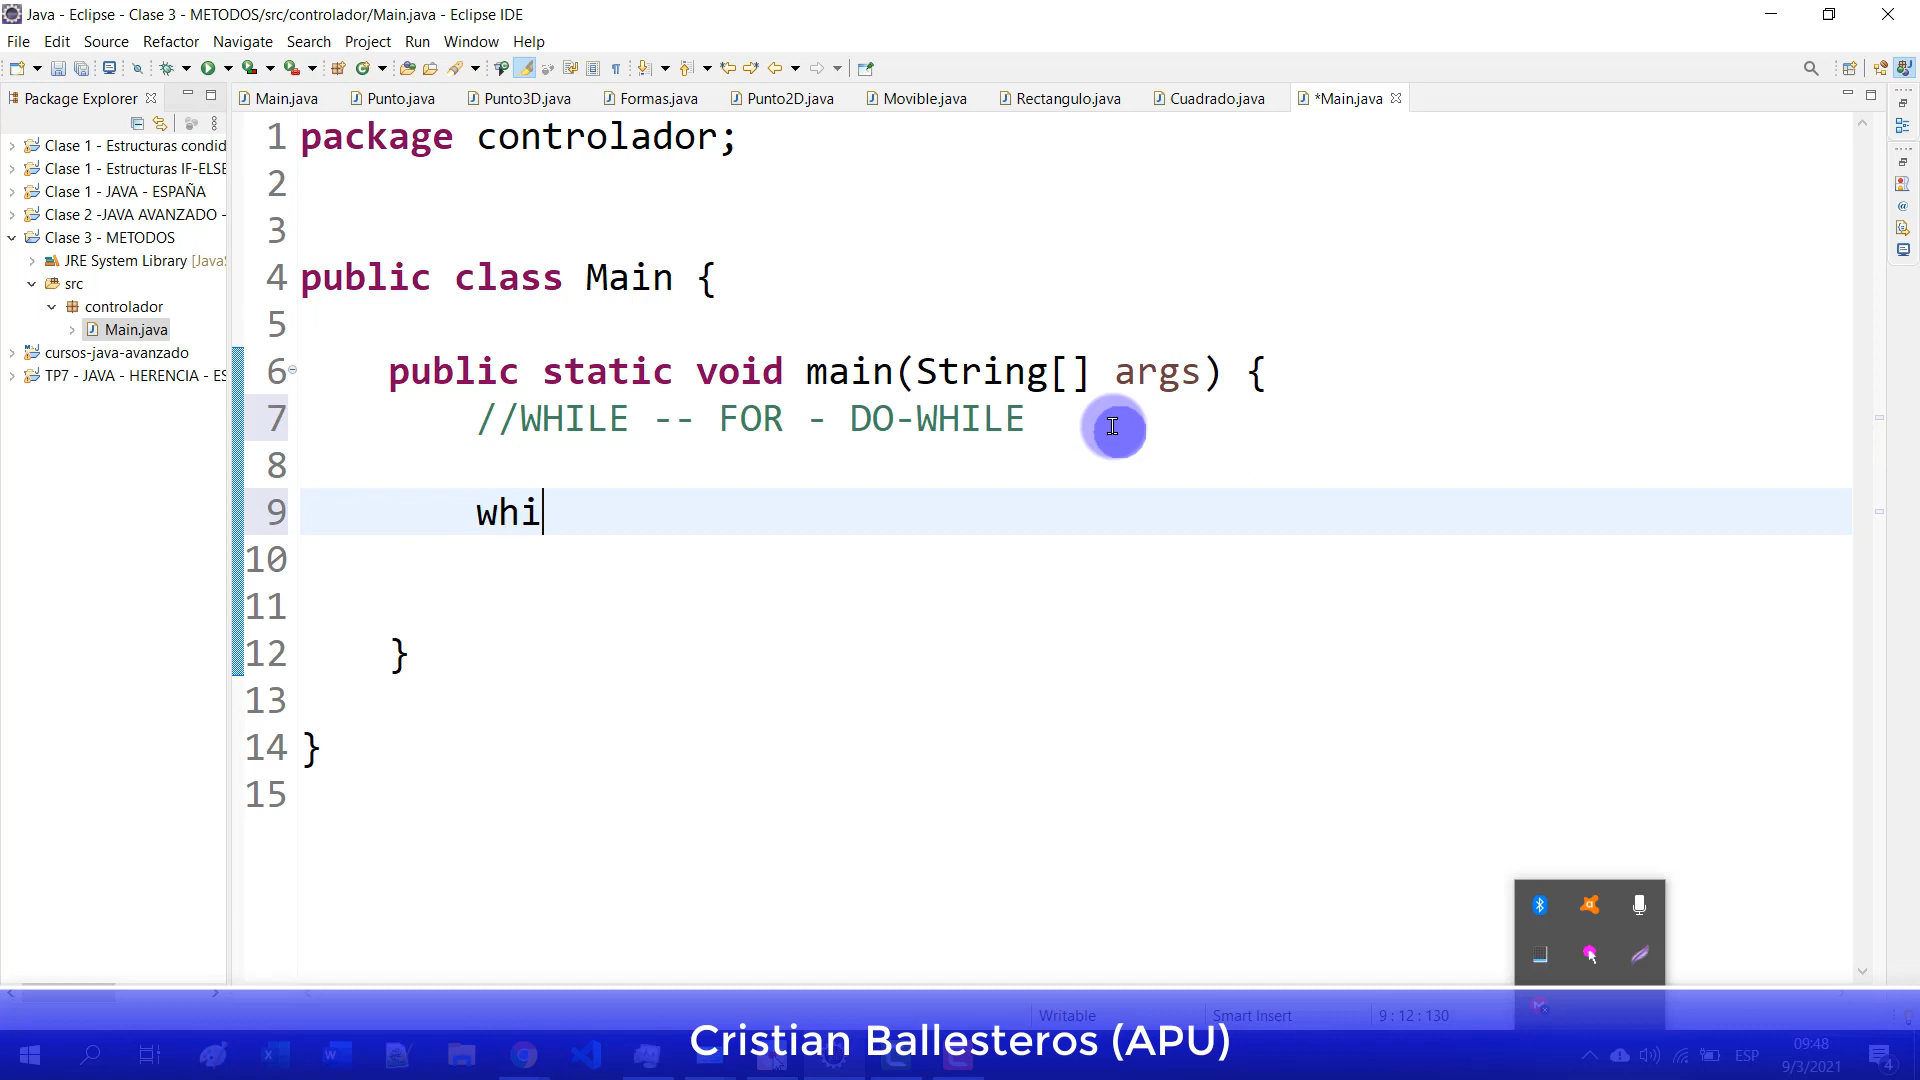 Java - Eclipse - Clase 3 - METODOS/src/controlador/Main.java - Eclipse IDE
File Edit Source Refactor Navigate Search Project Run Window Help
Package Explorer
Main.java Punto.java Punto3D.java Formas.java Punto2D.java Movible.java Rectangulo.java Cuadrado.java *Main.java
Clase 1 - Estructuras condid
Clase 1 - Estructuras IF-ELSE
Clase 1 - JAVA - ESPAÑA
Clase 2 -JAVA AVANZADO -
Clase 3 - METODOS
JRE System Library [Java
src
controlador
Main.java
cursos-java-avanzado
TP7 - JAVA - HERENCIA - ES
1 package controlador;
2
3
4 public class Main {
5
6 public static void main(String[] args) {
7 //WHILE -- FOR - DO-WHILE
8
9 whi
10
11
12 }
13
14 }
15
Writable Smart Insert 9 : 12 : 130
Cristian Ballesteros (APU)
ESP
09:48
9/3/2021
4